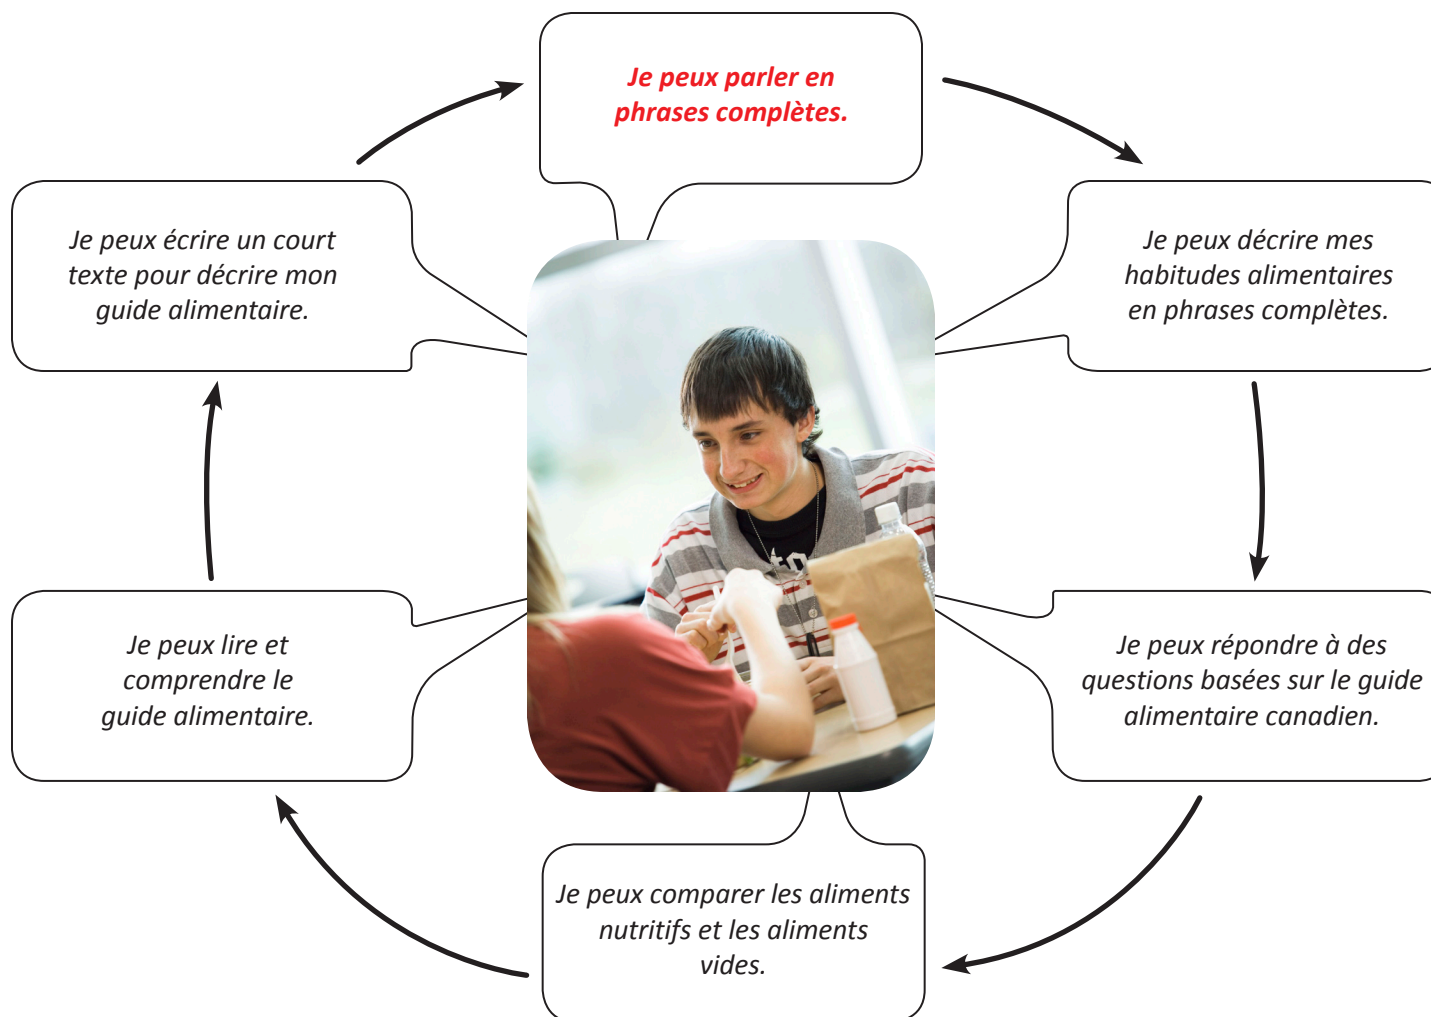 Je peux parler en
phrases complètes.
Je peux décrire mes
habitudes alimentaires
en phrases complètes.
Je peux répondre à des
questions basées sur le guide
alimentaire canadien.
Je peux comparer les aliments
nutritifs et les aliments
vides.
Je peux lire et
comprendre le
guide alimentaire.
Je peux écrire un court
texte pour décrire mon
guide alimentaire.